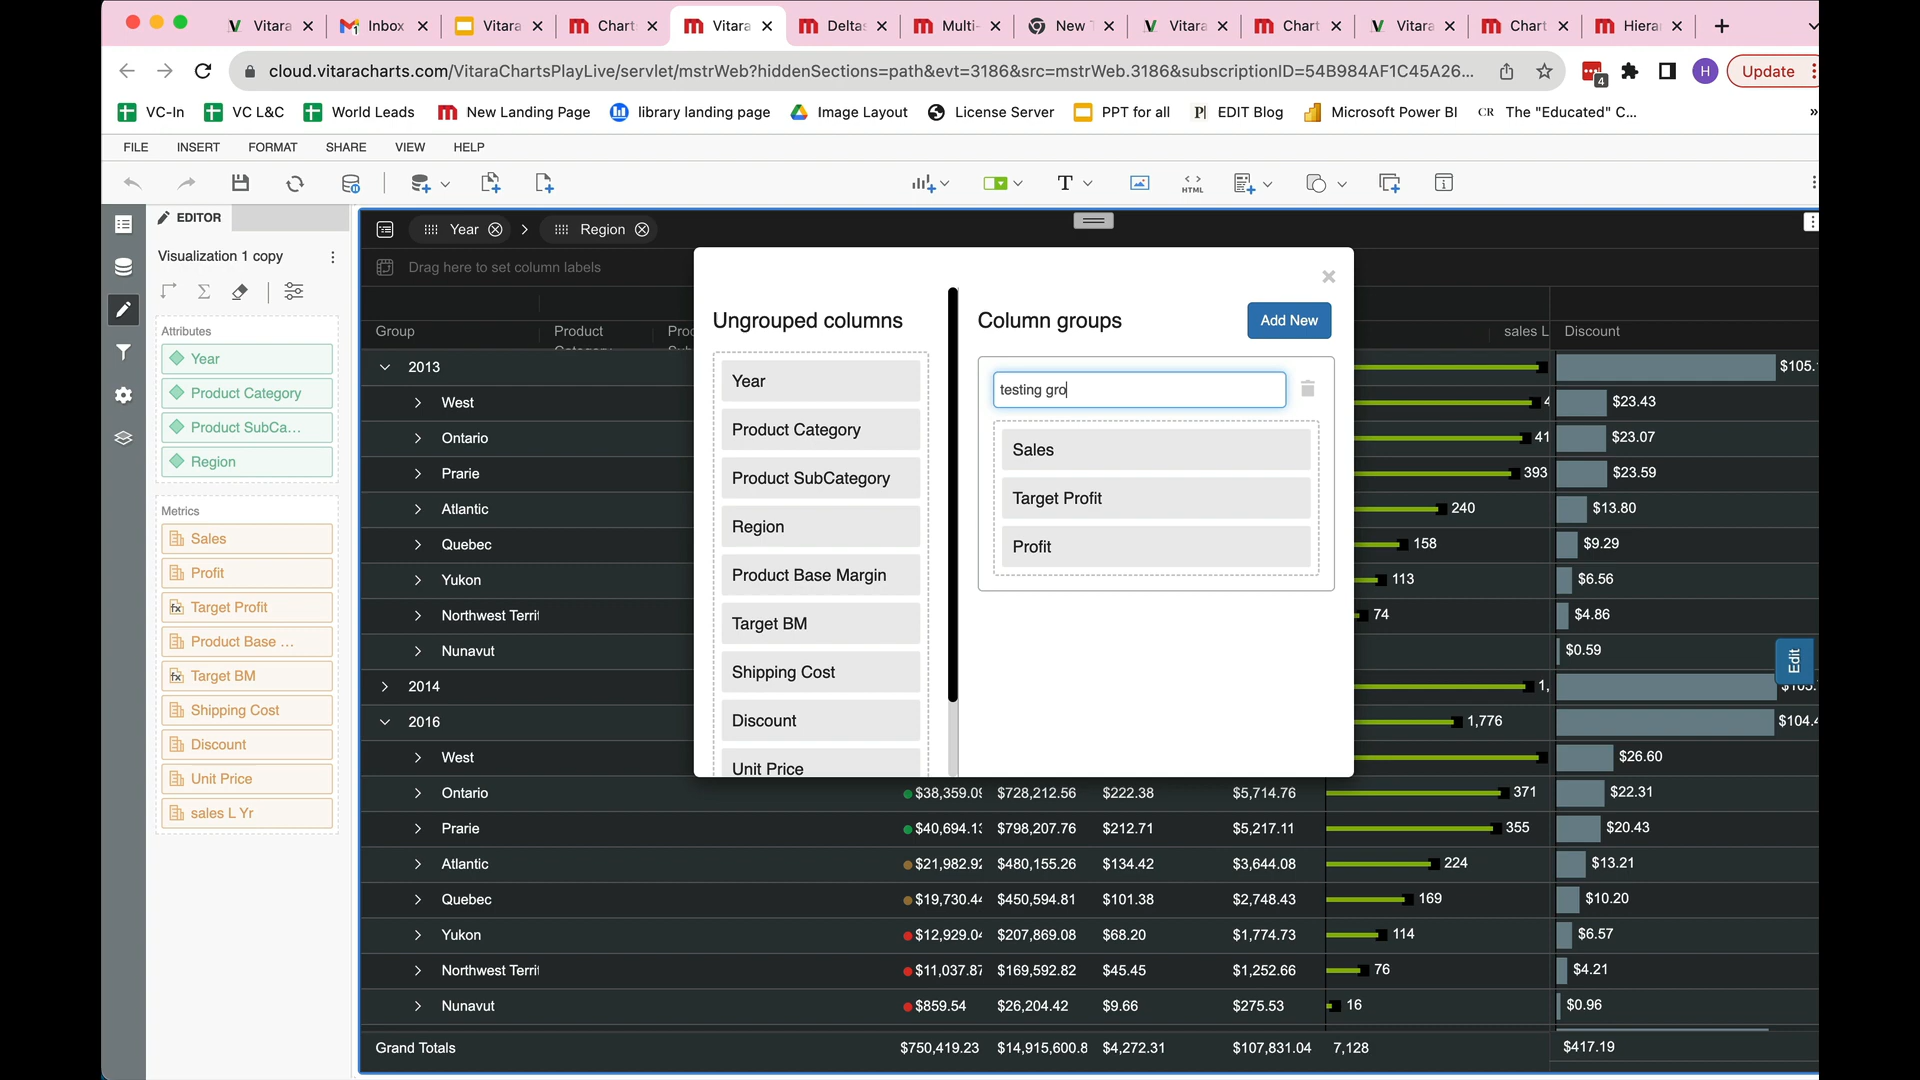 Vitara
Inbox
Vitara
Chart
Vitara
Deltas
Multi-
New T
Vitara
Chart
Vitara
Chart
Hierar
cloud.vitaracharts.com/VitaraChartsPlayLive/servlet/mstrWeb?hiddenSections=path&evt=3186&src=mstrWeb.3186&subscriptionID=54B984AF1C45A26...
4
H
Update
VC-In
VC L&C
World Leads
New Landing Page
library landing page
Image Layout
License Server
PPT for all
EDIT Blog
Microsoft Power BI
CR The "Educated" C...
»
FILE INSERT FORMAT SHARE VIEW HELP
HTML
EDITOR
Visualization 1 copy
Attributes
Year
Product Category
Product SubCa...
Region
Metrics
Sales
Profit
fx Target Profit
Product Base ...
fx Target BM
Shipping Cost
Discount
Unit Price
sales L Yr
Year > Region
Drag here to set column labels
Group Product sales L Discount
2013 $105.
West 4 $23.43
Ontario 41 $23.07
Prarie 393 $23.59
Atlantic 240 $13.80
Quebec 158 $9.29
Yukon 113 $6.56
Northwest Terri 74 $4.86
Nunavut $0.59
2014 1,
2016 1,776 $104.4
West $26.60
Ontario $38,359.09 $728,212.56 $222.38 $5,714.76 371 $22.31
Prarie $40,694.13 $798,207.76 $212.71 $5,217.11 355 $20.43
Atlantic $21,982.92 $480,155.26 $134.42 $3,644.08 224 $13.21
Quebec $19,730.44 $450,594.81 $101.38 $2,748.43 169 $10.20
Yukon $12,929.04 $207,869.08 $68.20 $1,774.73 114 $6.57
Northwest Terri $11,037.87 $169,592.82 $45.45 $1,252.66 76 $4.21
Nunavut $859.54 $26,204.42 $9.66 $275.53 16 $0.96
Grand Totals $750,419.23 $14,915,600.8 $4,272.31 $107,831.04 7,128 $417.19
Edit
Ungrouped columns
Year
Product Category
Product SubCategory
Region
Product Base Margin
Target BM
Shipping Cost
Discount
Unit Price
Column groups
Add New
testing gro
Sales
Target Profit
Profit